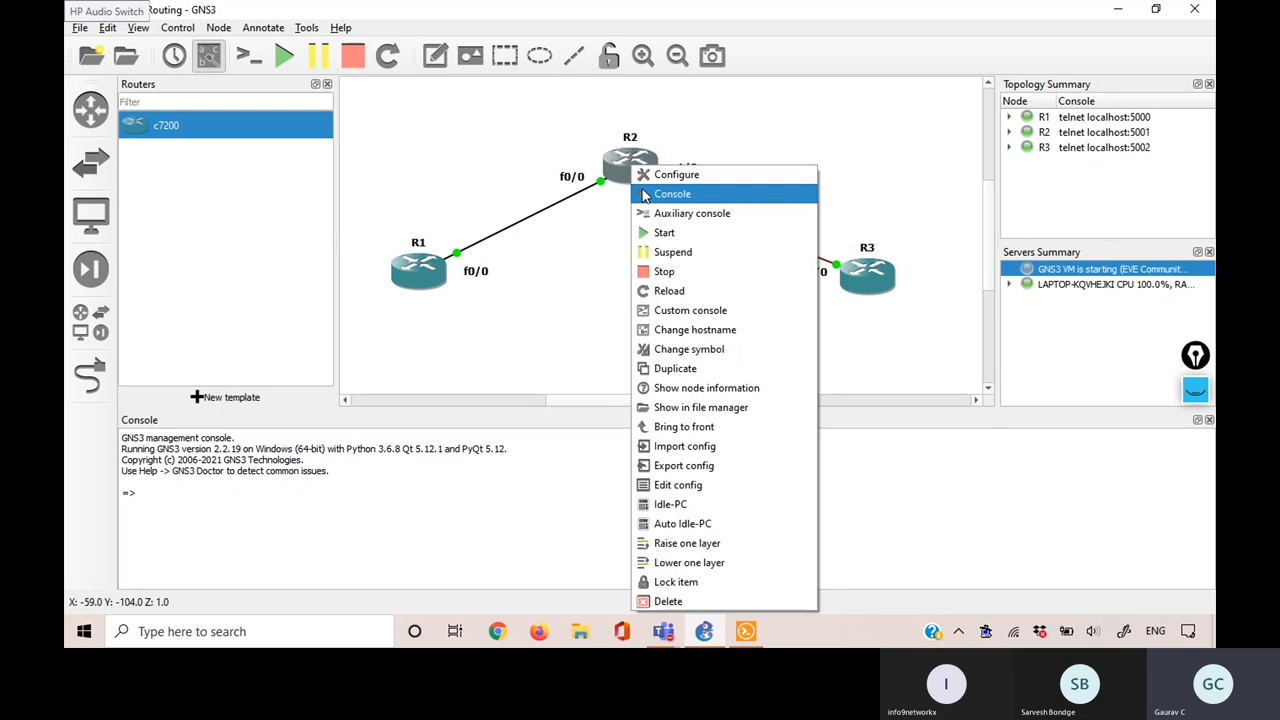 HP Audio Switch
Routing - GNS3
File Edit View Control Node Annotate Tools Help
Routers
Filter
c7200
New template
R2
f0/0
R1
f0/0
R3
Configure
Console
Auxiliary console
Start
Suspend
Stop
Reload
Custom console
Change hostname
Change symbol
Duplicate
Show node information
Show in file manager
Bring to front
Import config
Export config
Edit config
Idle-PC
Auto Idle-PC
Raise one layer
Lower one layer
Lock item
Delete
Topology Summary
Node Console
R1 telnet localhost:5000
R2 telnet localhost:5001
R3 telnet localhost:5002
Servers Summary
GNS3 VM is starting (EVE Communit...
LAPTOP-KQVHEJKI CPU 100.0%, RA...
Console
GNS3 management console.
Running GNS3 version 2.2.19 on Windows (64-bit) with Python 3.6.8 Qt 5.12.1 and PyQt 5.12.
Copyright (c) 2006-2021 GNS3 Technologies.
Use Help -> GNS3 Doctor to detect common issues.
=>
X: -59.0 Y: -104.0 Z: 1.0
Type here to search
ENG
I
info9networkx
SB
Sarvesh Bondge
GC
Gaurav C